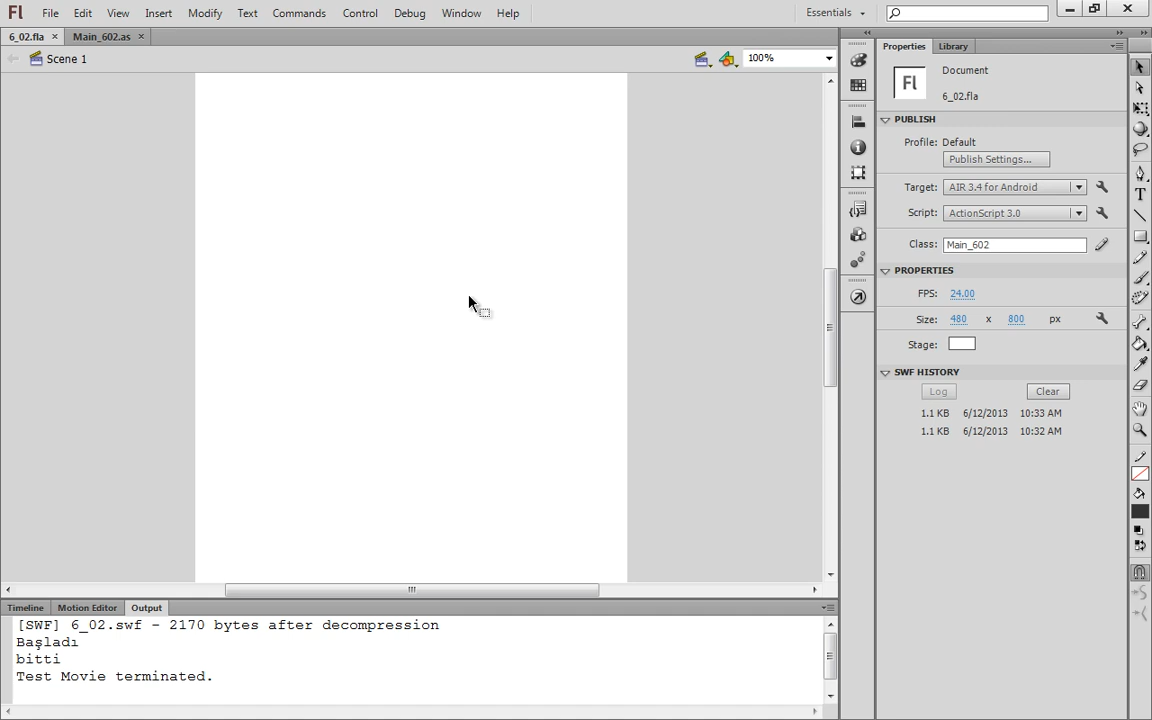 Fl File Edit View Insert Modify Text Commands Control Debug Window Help Essentials
6_02.fla × Main_602.as ×
Scene 1 100%
Properties Library
Fl Document
6_02.fla
PUBLISH
Profile: Default
Publish Settings...
Target: AIR 3.4 for Android
Script: ActionScript 3.0
Class: Main_602
PROPERTIES
FPS: 24.00
Size: 480 x 800 px
Stage:
SWF HISTORY
Log Clear
1.1 KB 6/12/2013 10:33 AM
1.1 KB 6/12/2013 10:32 AM
Timeline Motion Editor Output
[SWF] 6_02.swf - 2170 bytes after decompression
Başladı
bitti
Test Movie terminated.